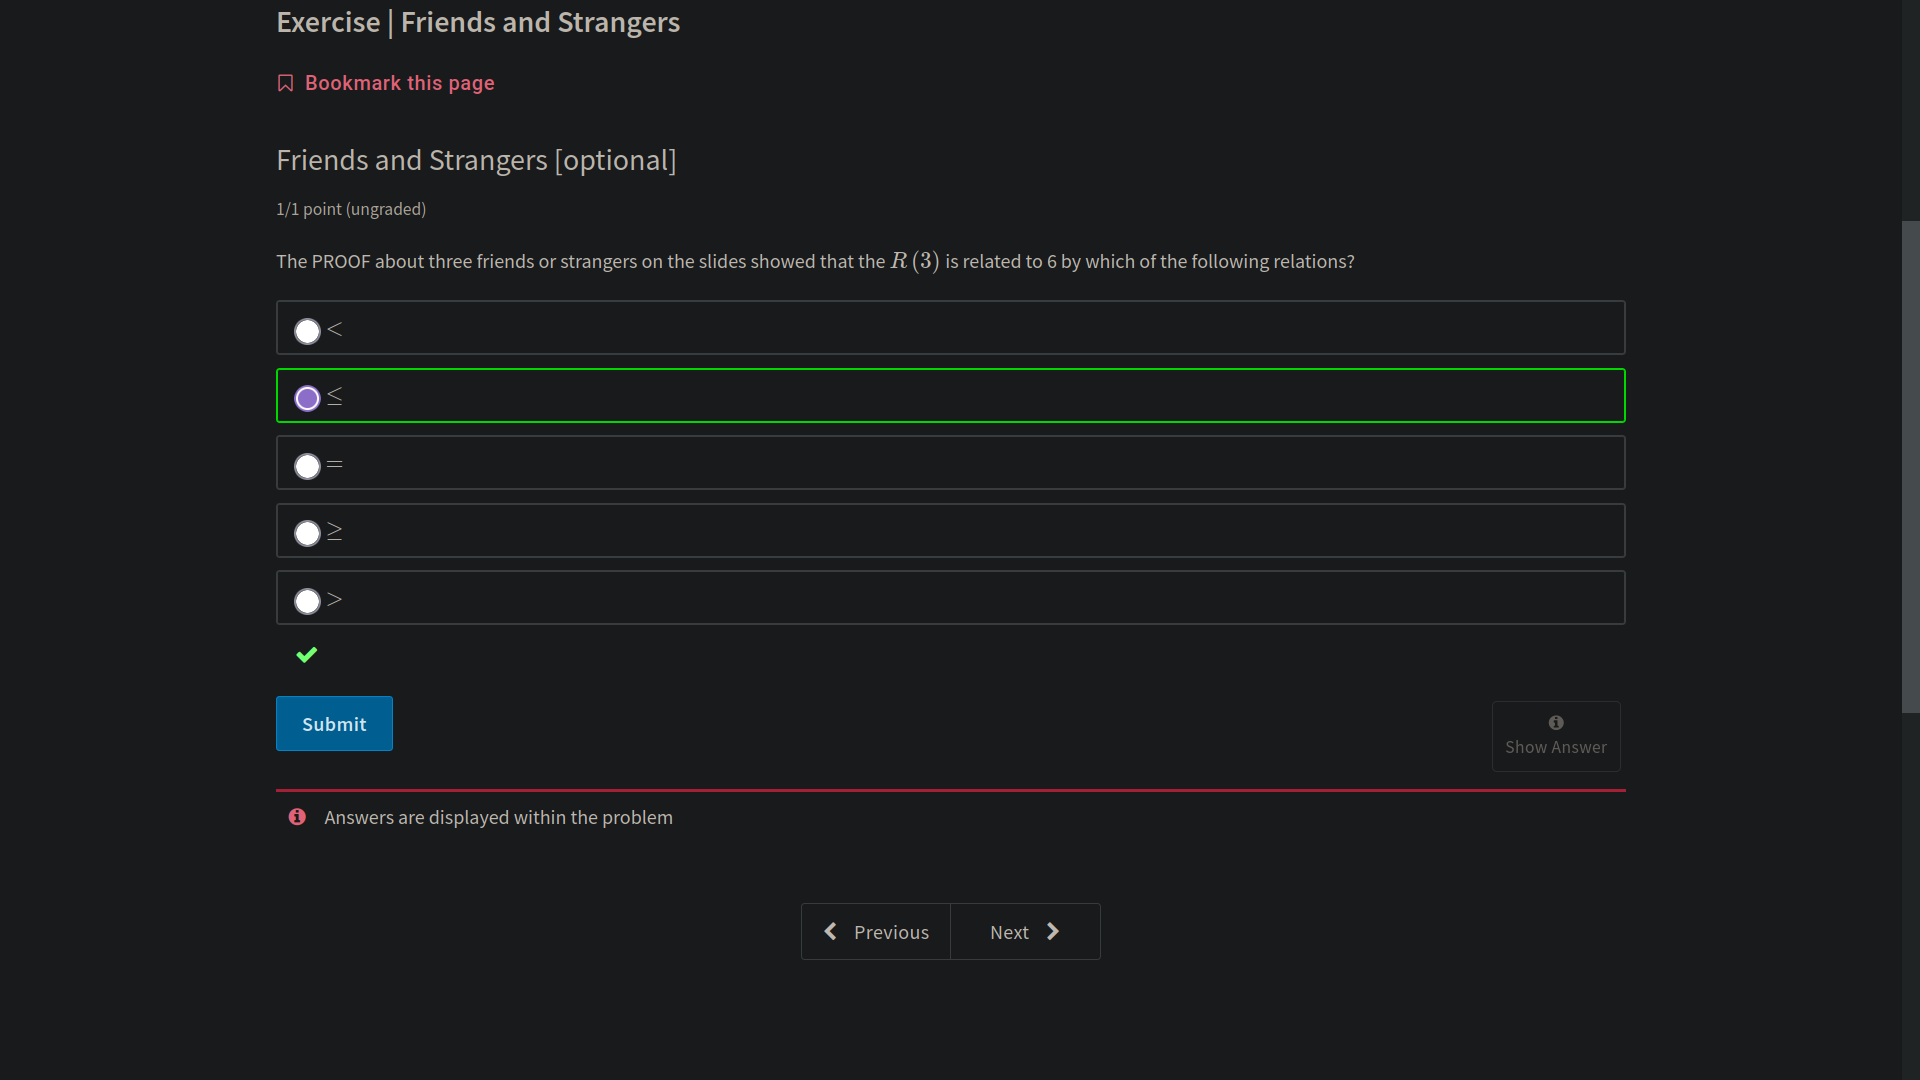 Exercise | Friends and Strangers
Bookmark this page
Friends and Strangers [optional]
1/1 point (ungraded)
The PROOF about three friends or strangers on the slides showed that the R (3) is related to 6 by which of the following relations?
<
≤
=
≥
>
Submit
Show Answer
Answers are displayed within the problem
Previous
Next